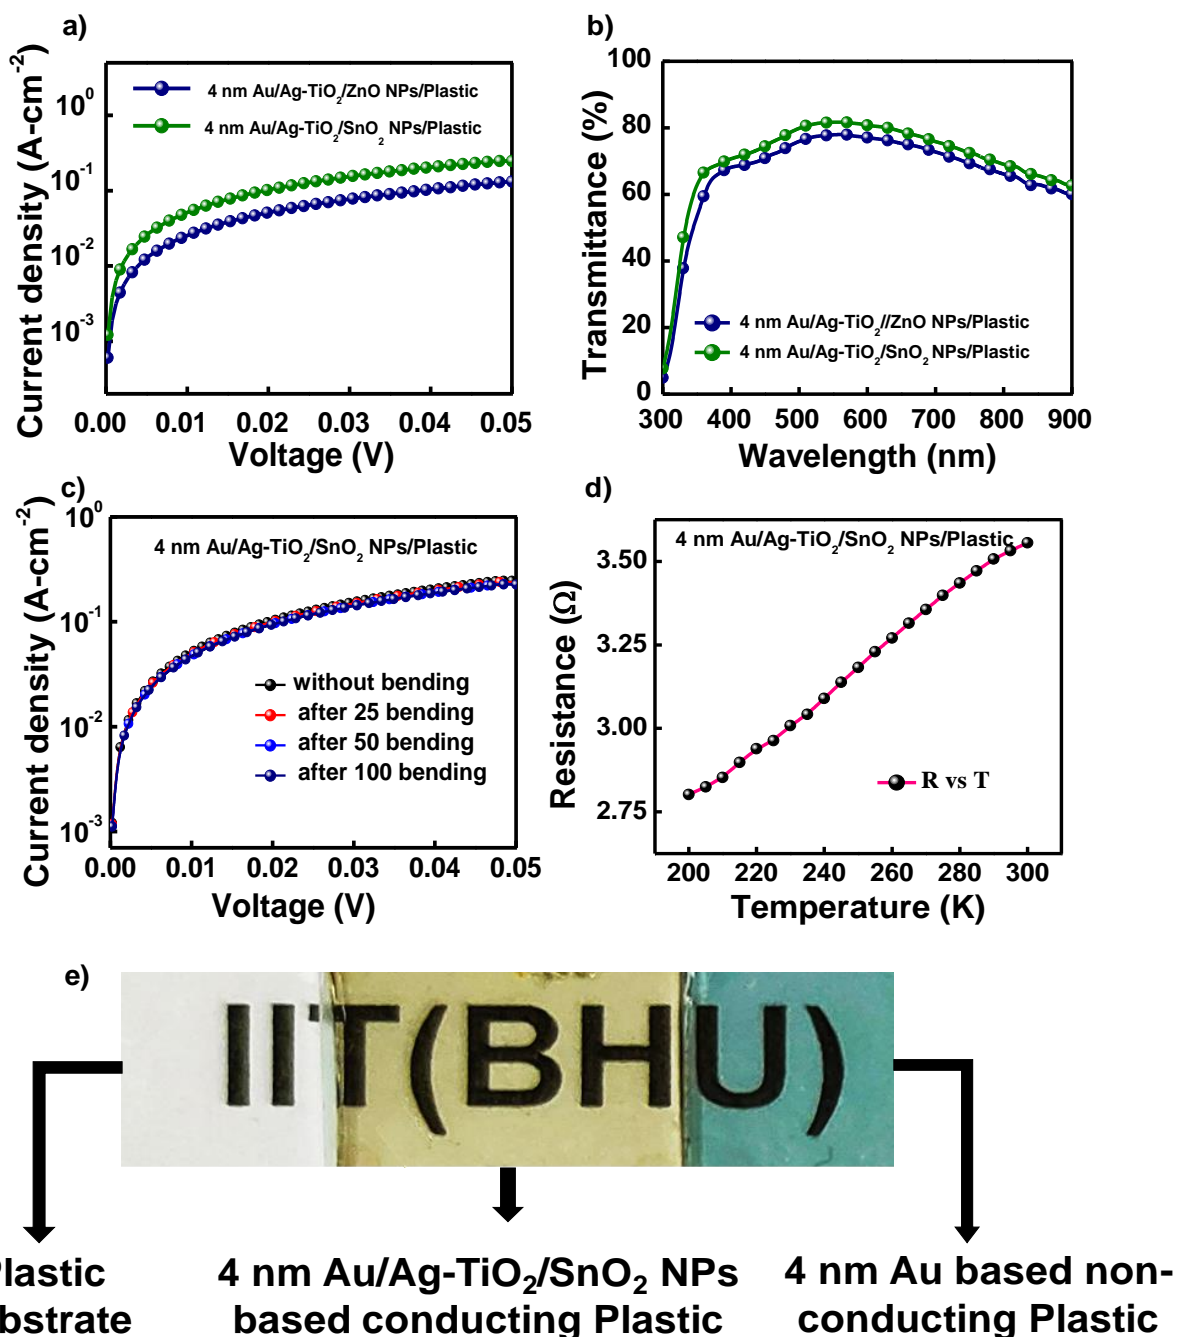 a)
Current density (A-cm⁻²)
10⁰
10⁻¹
10⁻²
10⁻³
4 nm Au/Ag-TiO₂/ZnO NPs/Plastic
4 nm Au/Ag-TiO₂/SnO₂ NPs/Plastic
0.00 0.01 0.02 0.03 0.04 0.05
Voltage (V)
b)
Transmittance (%)
100
80
60
40
20
0
4 nm Au/Ag-TiO₂//ZnO NPs/Plastic
4 nm Au/Ag-TiO₂/SnO₂ NPs/Plastic
300 400 500 600 700 800 900
Wavelength (nm)
c)
Current density (A-cm⁻²)
10⁰
10⁻¹
10⁻²
10⁻³
4 nm Au/Ag-TiO₂/SnO₂ NPs/Plastic
without bending
after 25 bending
after 50 bending
after 100 bending
0.00 0.01 0.02 0.03 0.04 0.05
Voltage (V)
d)
Resistance (Ω)
3.50
3.25
3.00
2.75
4 nm Au/Ag-TiO₂/SnO₂ NPs/Plastic
R vs T
200 220 240 260 280 300
Temperature (K)
e)
IIT(BHU)
lastic
bstrate
4 nm Au/Ag-TiO₂/SnO₂ NPs
based conducting Plastic
4 nm Au based non-
conducting Plastic